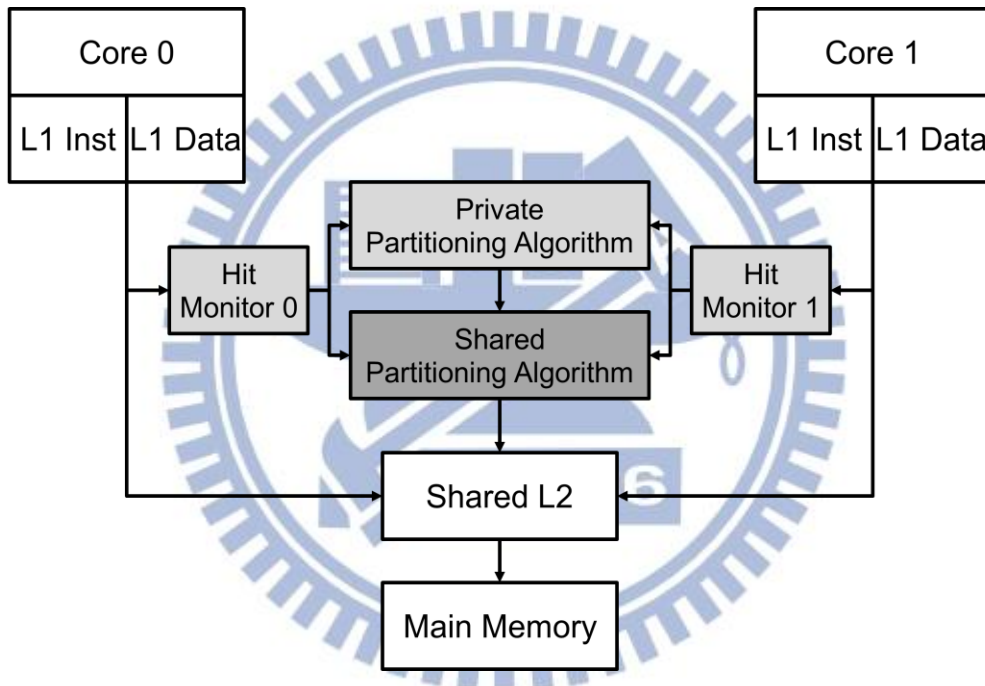 Core 0
Core 1
L1 Inst
L1 Data
L1 Inst
L1 Data
Private
Partitioning Algorithm
Hit
Monitor 0
Hit
Monitor 1
Shared
Partitioning Algorithm
Shared L2
6
Main Memory